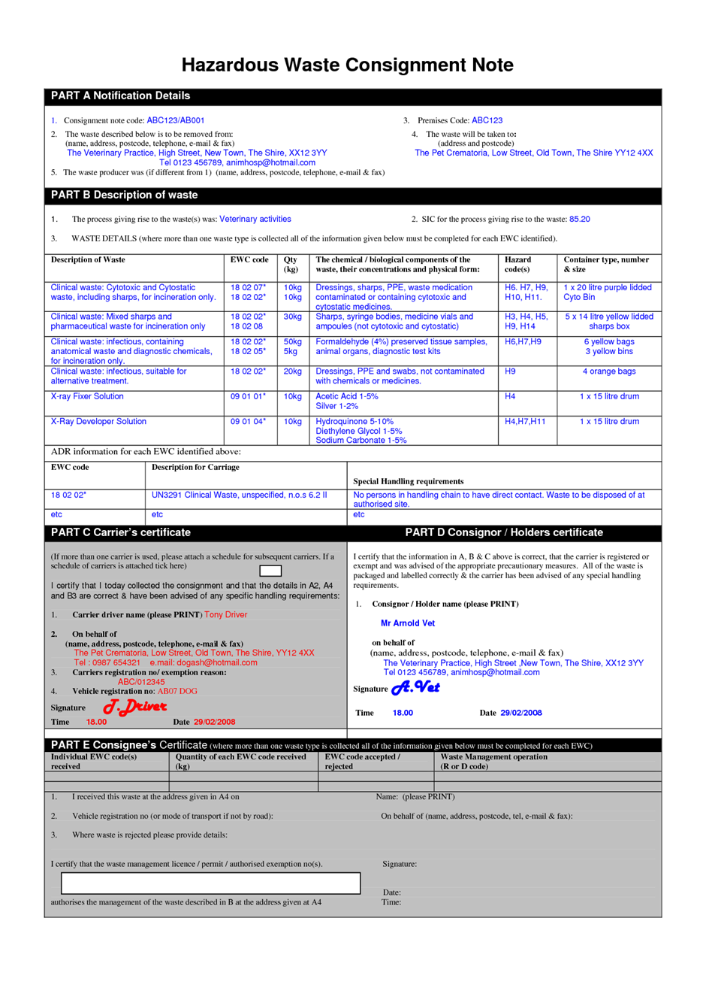 Hazardous Waste Consignment Note
PART A Notification Details
1. Consignment note code: ABC123/AB001
3. Premises Code: ABC123
2. The waste described below is to be removed from:
(name, address, postcode, telephone, e-mail & fax)
The Veterinary Practice, High Street, New Town, The Shire, XX12 3YY
Tel 0123 456789, animhosp@hotmail.com
4. The waste will be taken to:
(address and postcode)
The Pet Crematoria, Low Street, Old Town, The Shire YY12 4XX
5. The waste producer was (if different from 1) (name, address, postcode, telephone, e-mail & fax)
PART B Description of waste
1. The process giving rise to the waste(s) was: Veterinary activities
2. SIC for the process giving rise to the waste: 85.20
3. WASTE DETAILS (where more than one waste type is collected all of the information given below must be completed for each EWC identified).
Description of Waste
EWC code
Qty
(kg)
The chemical / biological components of the
waste, their concentrations and physical form:
Hazard
code(s)
Container type, number
& size
Clinical waste: Cytotoxic and Cytostatic
waste, including sharps, for incineration only.
18 02 07*
18 02 02*
10kg
10kg
Dressings, sharps, PPE, waste medication
contaminated or containing cytotoxic and
cytostatic medicines.
H6. H7, H9,
H10, H11.
1 x 20 litre purple lidded
Cyto Bin
Clinical waste: Mixed sharps and
pharmaceutical waste for incineration only
18 02 02*
18 02 08
30kg
Sharps, syringe bodies, medicine vials and
ampoules (not cytotoxic and cytostatic)
H3, H4, H5,
H9, H14
5 x 14 litre yellow lidded
sharps box
Clinical waste: infectious, containing
anatomical waste and diagnostic chemicals,
for incineration only.
18 02 02*
18 02 05*
50kg
5kg
Formaldehyde (4%) preserved tissue samples,
animal organs, diagnostic test kits
H6,H7,H9
6 yellow bags
3 yellow bins
Clinical waste: infectious, suitable for
alternative treatment.
18 02 02*
20kg
Dressings, PPE and swabs, not contaminated
with chemicals or medicines.
H9
4 orange bags
X-ray Fixer Solution
09 01 01*
10kg
Acetic Acid 1-5%
Silver 1-2%
H4
1 x 15 litre drum
X-Ray Developer Solution
09 01 04*
10kg
Hydroquinone 5-10%
Diethylene Glycol 1-5%
Sodium Carbonate 1-5%
H4,H7,H11
1 x 15 litre drum
ADR information for each EWC identified above:
EWC code
Description for Carriage
Special Handling requirements
18 02 02*
UN3291 Clinical Waste, unspecified, n.o.s 6.2 II
No persons in handling chain to have direct contact. Waste to be disposed of at
authorised site.
etc
etc
etc
PART C Carrier's certificate
(If more than one carrier is used, please attach a schedule for subsequent carriers. If a
schedule of carriers is attached tick here)
I certify that I today collected the consignment and that the details in A2, A4
and B3 are correct & have been advised of any specific handling requirements:
1. Carrier driver name (please PRINT) Tony Driver
2. On behalf of
(name, address, postcode, telephone, e-mail & fax)
The Pet Crematoria, Low Street, Old Town, The Shire, YY12 4XX
Tel : 0987 654321 e.mail: dogash@hotmail.com
3. Carriers registration no/ exemption reason:
ABC/012345
4. Vehicle registration no: AB07 DOG
Signature T.Driver
Time 18.00 Date 29/02/2008
PART D Consignor / Holders certificate
I certify that the information in A, B & C above is correct, that the carrier is registered or
exempt and was advised of the appropriate precautionary measures. All of the waste is
packaged and labelled correctly & the carrier has been advised of any special handling
requirements.
1. Consignor / Holder name (please PRINT)
Mr Arnold Vet
on behalf of
(name, address, postcode, telephone, e-mail & fax)
The Veterinary Practice, High Street ,New Town, The Shire, XX12 3YY
Tel 0123 456789, animhosp@hotmail.com
Signature A.Vet
Time 18.00 Date 29/02/2008
PART E Consignee's Certificate (where more than one waste type is collected all of the information given below must be completed for each EWC)
Individual EWC code(s)
received
Quantity of each EWC code received
(kg)
EWC code accepted /
rejected
Waste Management operation
(R or D code)
1. I received this waste at the address given in A4 on
Name: (please PRINT)
2. Vehicle registration no (or mode of transport if not by road):
On behalf of (name, address, postcode, tel, e-mail & fax):
3. Where waste is rejected please provide details:
I certify that the waste management licence / permit / authorised exemption no(s).
Signature:
Date:
authorises the management of the waste described in B at the address given at A4
Time: